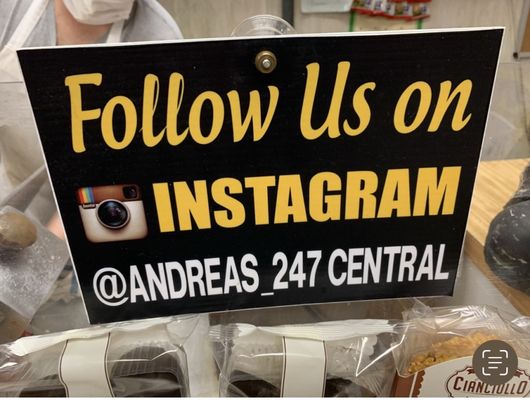 Follow Us on
INSTAGRAM
@ANDREAS_247 CENTRAL
CIANCIULLO